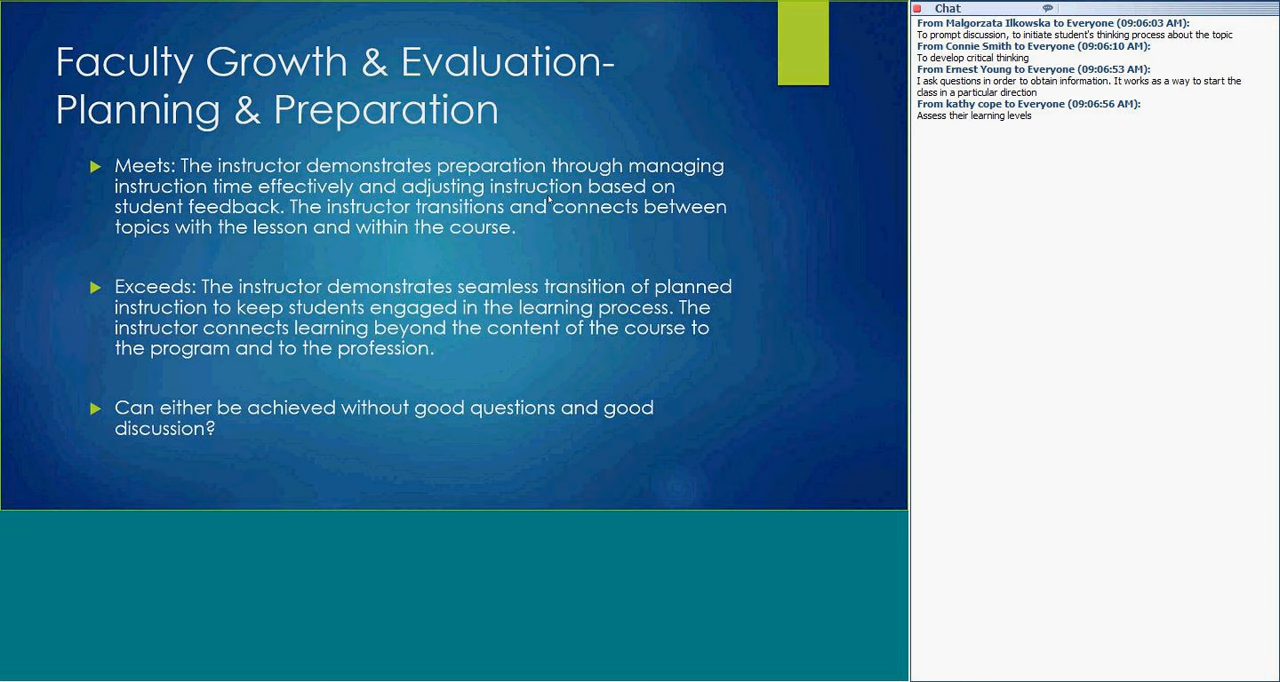 Faculty Growth & Evaluation-
Planning & Preparation
Meets: The instructor demonstrates preparation through managing
instruction time effectively and adjusting instruction based on
student feedback. The instructor transitions and connects between
topics with the lesson and within the course.
Exceeds: The instructor demonstrates seamless transition of planned
instruction to keep students engaged in the learning process. The
instructor connects learning beyond the content of the course to
the program and to the profession.
Can either be achieved without good questions and good
discussion?
Chat
From Malgorzata Ilkowska to Everyone (09:06:03 AM):
To prompt discussion, to initiate student's thinking process about the topic
From Connie Smith to Everyone (09:06:10 AM):
To develop critical thinking
From Ernest Young to Everyone (09:06:53 AM):
I ask questions in order to obtain information. It works as a way to start the
class in a particular direction
From kathy cope to Everyone (09:06:56 AM):
Assess their learning levels